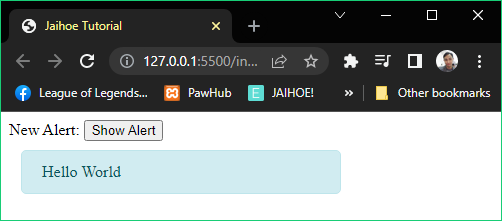 Jaihoe Tutorial
127.0.0.1:5500/in...
League of Legends...
PawHub
JAIHOE!
Other bookmarks
New Alert: Show Alert
Hello World